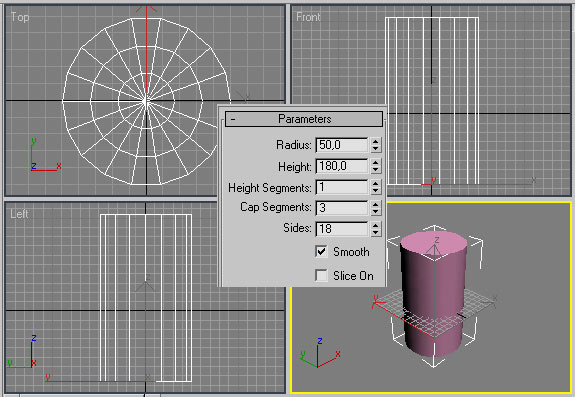 Top
Front
x
y
z
x
y
x
- Parameters
Radius: 50,0
Height: 180,0
Height Segments: 1
Cap Segments: 3
Sides: 18
Smooth
Slice On
Left
z
z
y
x
y
z
z
y
x
y
x